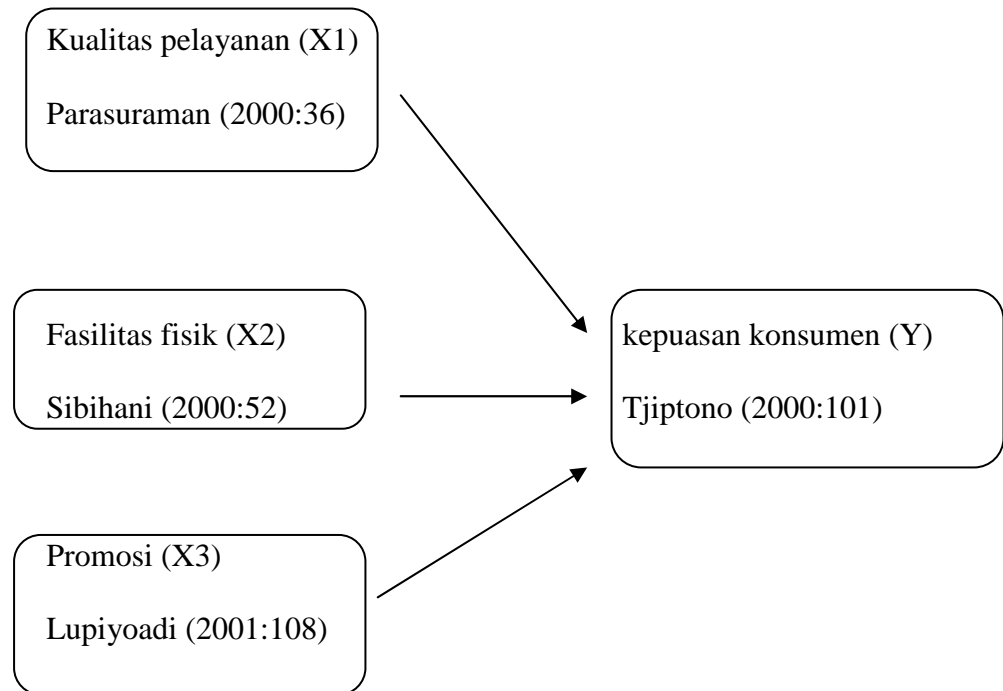 Kualitas pelayanan (X1)
Parasuraman (2000:36)
Fasilitas fisik (X2)
Sibihani (2000:52)
kepuasan konsumen (Y)
Tjiptono (2000:101)
Promosi (X3)
Lupiyoadi (2001:108)